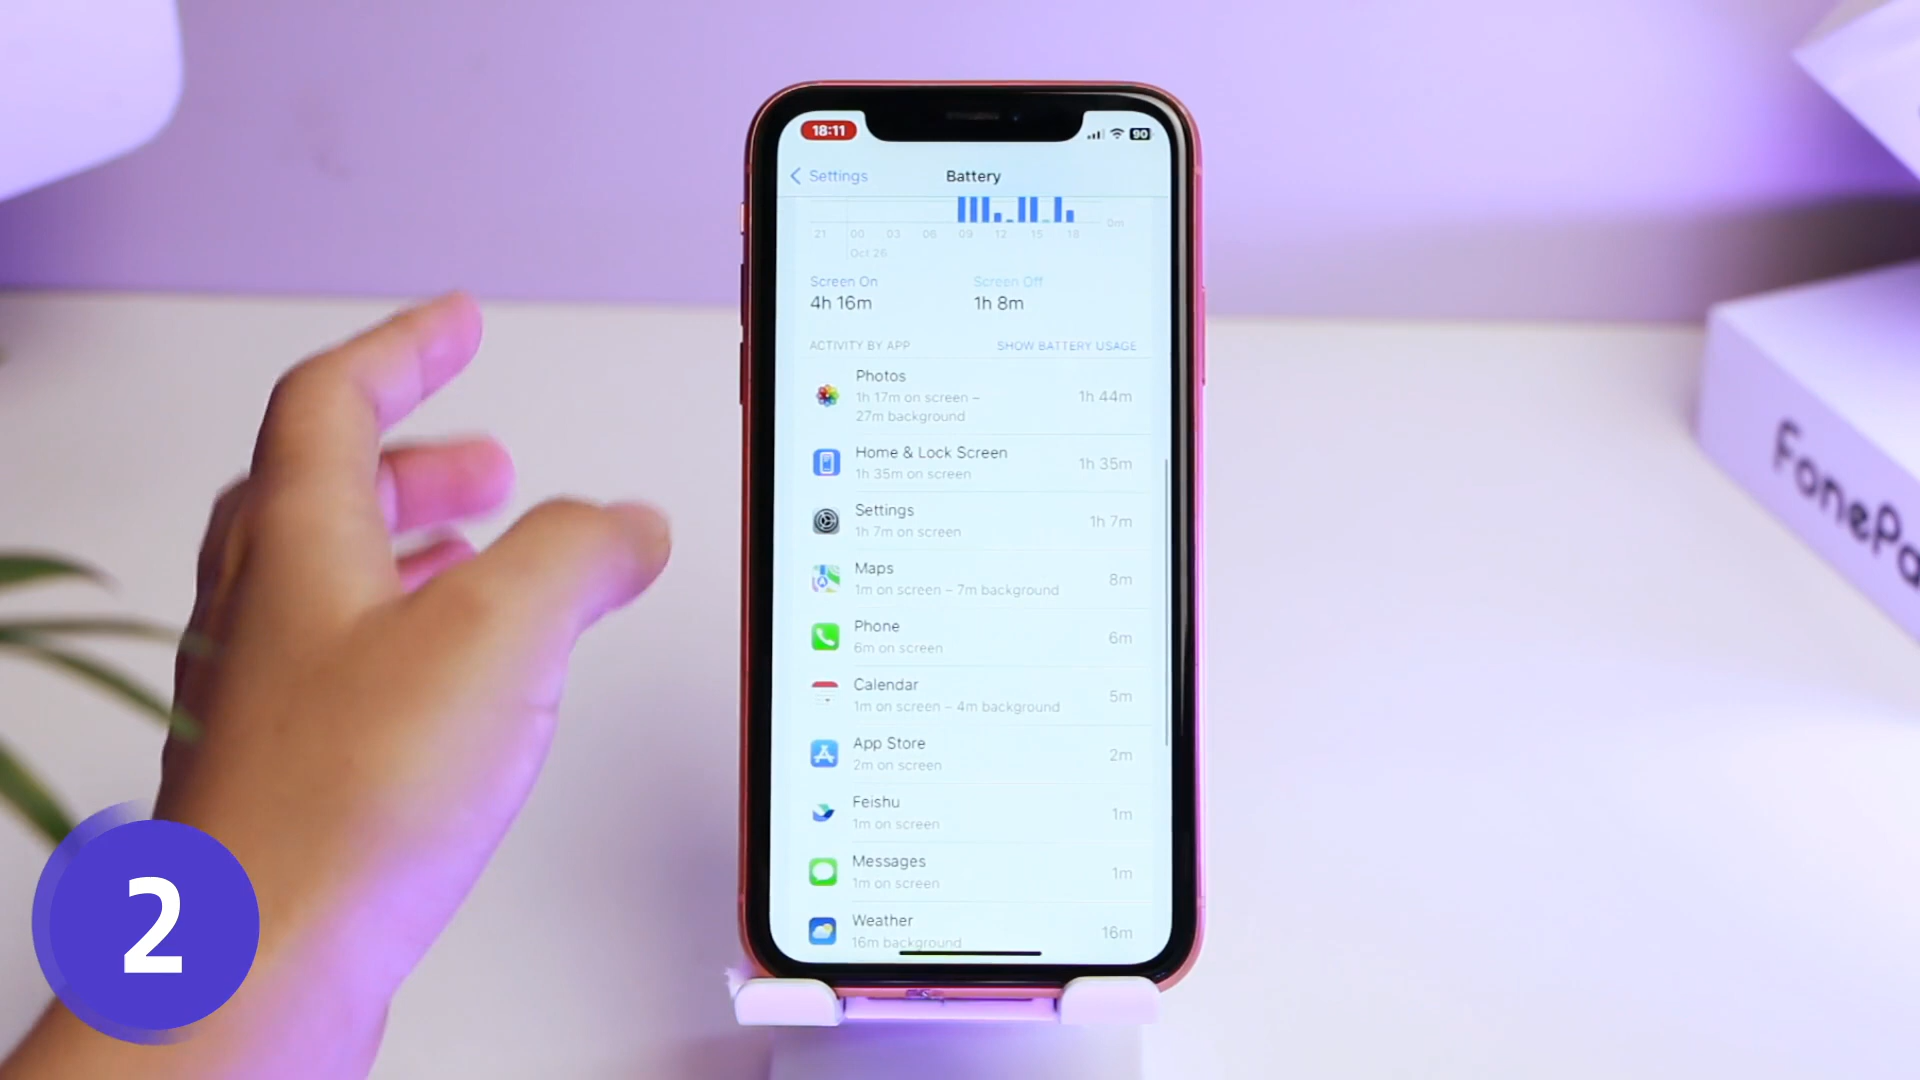 18:11
90
Settings
Battery
0m
21 00 03 06 09 12 15 18
Oct 26
Screen On
Screen Off
4h 16m
1h 8m
ACTIVITY BY APP
SHOW BATTERY USAGE
Photos
1h 17m on screen –
27m background
1h 44m
Home & Lock Screen
1h 35m on screen
1h 35m
Settings
1h 7m on screen
1h 7m
Maps
1m on screen – 7m background
8m
Phone
6m on screen
6m
Calendar
1m on screen – 4m background
5m
App Store
2m on screen
2m
Feishu
1m on screen
1m
Messages
1m on screen
1m
Weather
16m background
16m
FonePa
2